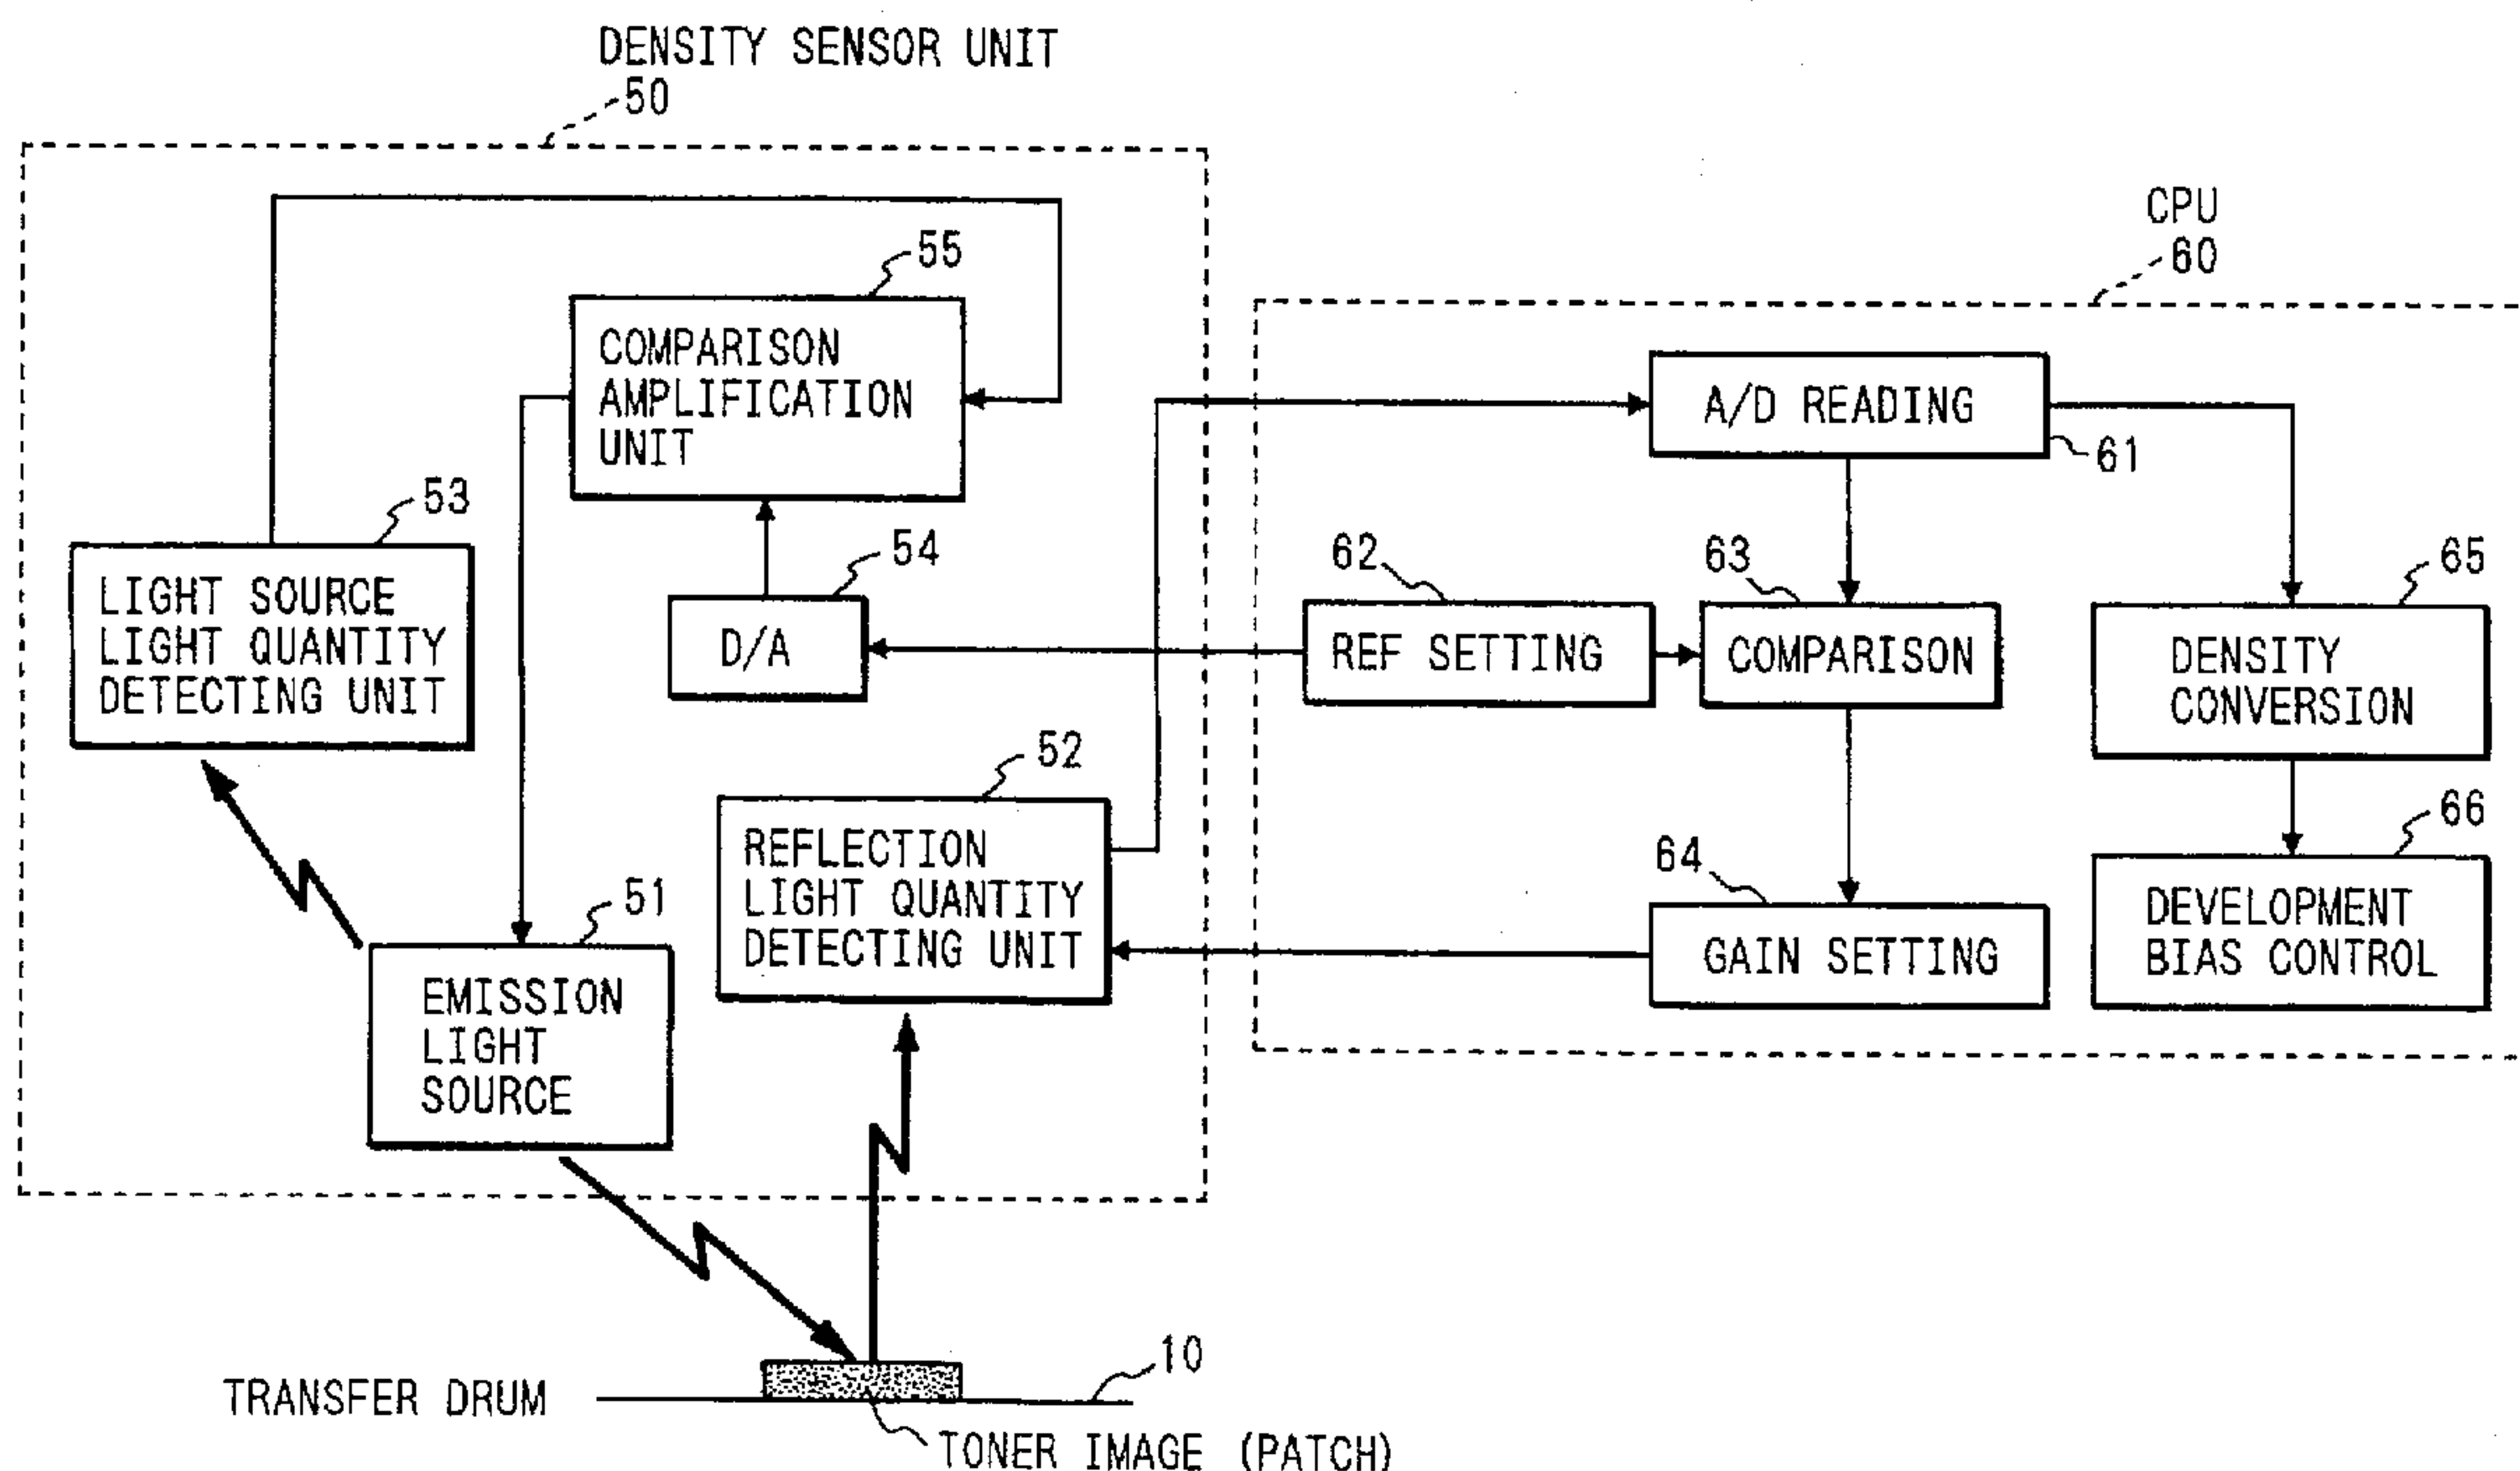 DENSITY SENSOR UNIT
50
CPU
60
55
COMPARISON
AMPLIFICATION
UNIT
A/D READING
61
53
LIGHT SOURCE
LIGHT QUANTITY
DETECTING UNIT
54
D/A
62
REF SETTING
63
COMPARISON
65
DENSITY
CONVERSION
52
REFLECTION
LIGHT QUANTITY
DETECTING UNIT
64
GAIN SETTING
66
DEVELOPMENT
BIAS CONTROL
51
EMISSION
LIGHT
SOURCE
10
TRANSFER DRUM
TONER IMAGE (PATCH)